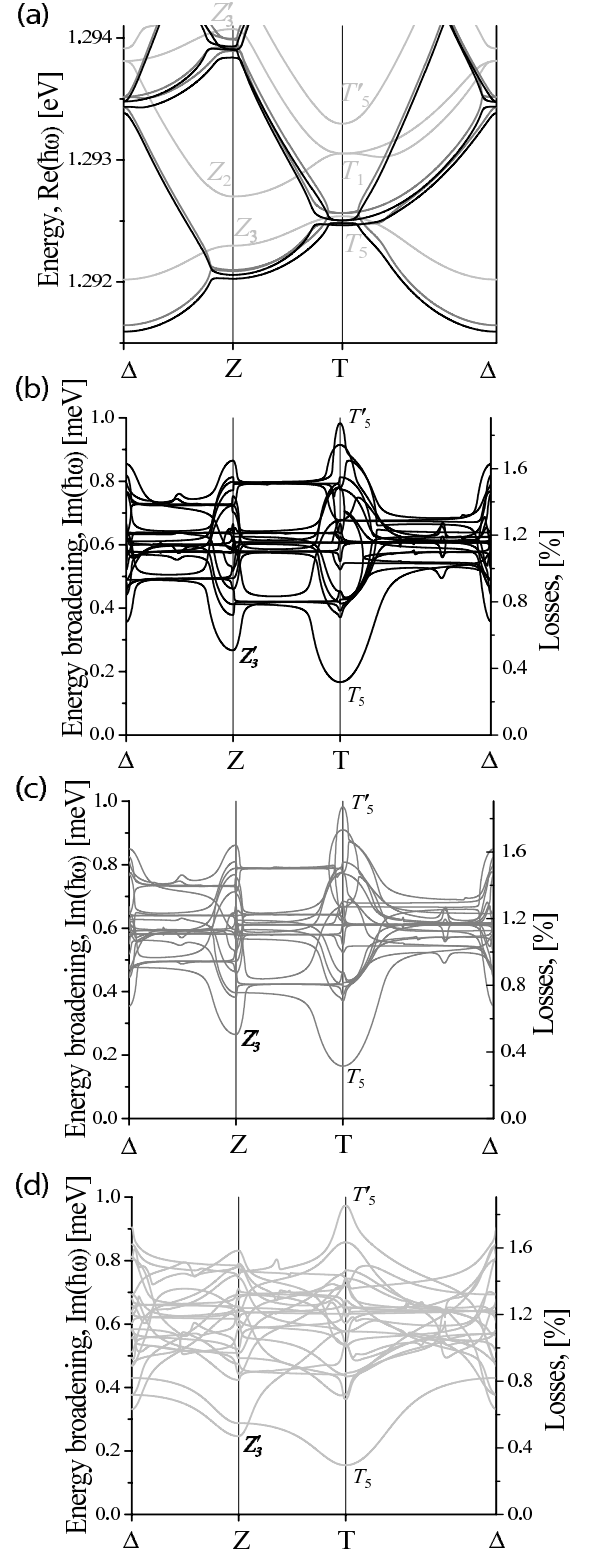 (a)
Energy, Re(ħω) [eV]
1.294
1.293
1.292
Z′3
T′5
Z2
T1
Z3
T5
Δ Z T Δ
(b)
Energy broadening, Im(ħω) [meV]
1.0
0.8
0.6
0.4
0.2
0.0
T′5
Z′3
T5
1.6
1.2
0.8
0.4
0.0
Losses, [%]
Δ Z T Δ
(c)
Energy broadening, Im(ħω) [meV]
1.0
0.8
0.6
0.4
0.2
0.0
T′5
Z′3
T5
1.6
1.2
0.8
0.4
0.0
Losses, [%]
Δ Z T Δ
(d)
Energy broadening, Im(ħω) [meV]
1.0
0.8
0.6
0.4
0.2
0.0
T′5
Z′3
T5
1.6
1.2
0.8
0.4
0.0
Losses, [%]
Δ Z T Δ